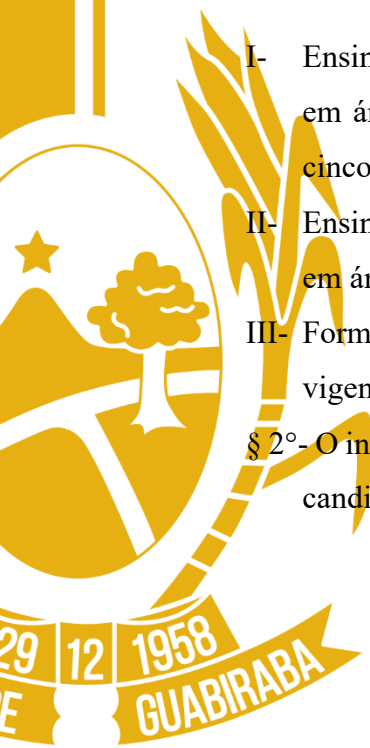 I- Ensin
em ár
cinco
II- Ensin
em ár
III- Form
vigen
§ 2°- O in
candi
29 12 1958
E GUABIRABA